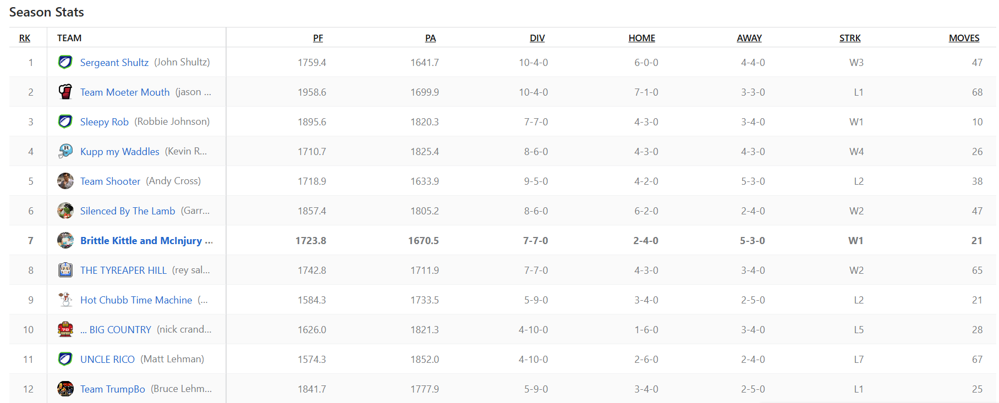 Season Stats
RK TEAM PF PA DIV HOME AWAY STRK MOVES
1 Sergeant Shultz (John Shultz) 1759.4 1641.7 10-4-0 6-0-0 4-4-0 W3 47
2 Team Moeter Mouth (jason ... 1958.6 1699.9 10-4-0 7-1-0 3-3-0 L1 68
3 Sleepy Rob (Robbie Johnson) 1895.6 1820.3 7-7-0 4-3-0 3-4-0 W1 10
4 Kupp my Waddles (Kevin R... 1710.7 1825.4 8-6-0 4-3-0 4-3-0 W4 26
5 Team Shooter (Andy Cross) 1718.9 1633.9 9-5-0 4-2-0 5-3-0 L2 38
6 Silenced By The Lamb (Garr... 1857.4 1805.2 8-6-0 6-2-0 2-4-0 W2 47
7 Brittle Kittle and McInjury ... 1723.8 1670.5 7-7-0 2-4-0 5-3-0 W1 21
8 THE TYREAPER HILL (rey sal... 1742.8 1711.9 7-7-0 4-3-0 3-4-0 W2 65
9 Hot Chubb Time Machine (... 1584.3 1733.5 5-9-0 3-4-0 2-5-0 L2 21
10 ... BIG COUNTRY (nick crand... 1626.0 1821.3 4-10-0 1-6-0 3-4-0 L5 28
11 UNCLE RICO (Matt Lehman) 1574.3 1852.0 4-10-0 2-6-0 2-4-0 L7 67
12 Team TrumpBo (Bruce Lehm... 1841.7 1777.9 5-9-0 3-4-0 2-5-0 L1 25